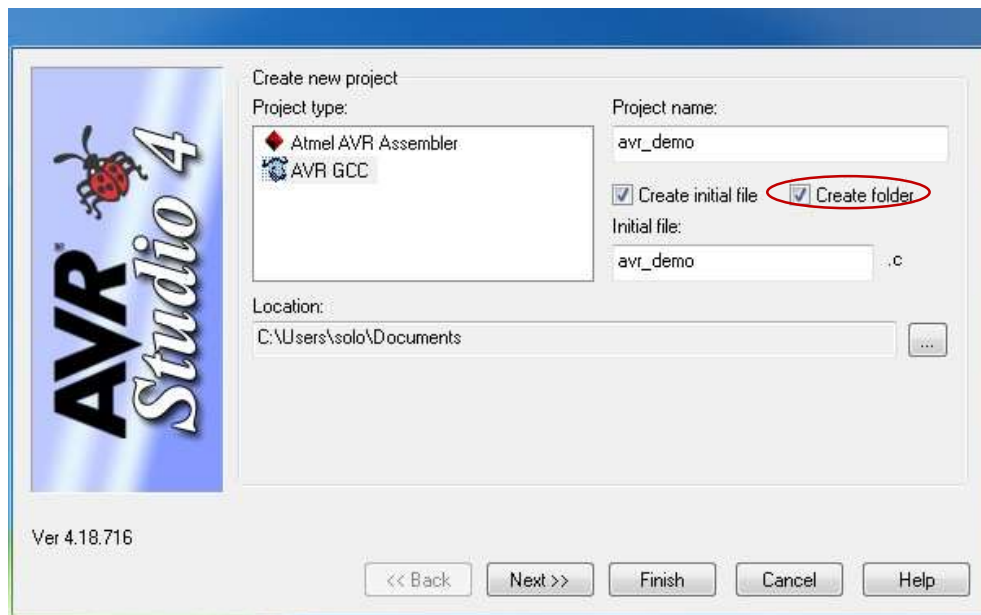 AVR®
Studio 4
Create new project
Project type:
Atmel AVR Assembler
AVR GCC
Project name:
avr_demo
Create initial file
Create folder
Initial file:
avr_demo .c
Location:
C:\Users\solo\Documents
...
Ver 4.18.716
<< Back Next >> Finish Cancel Help